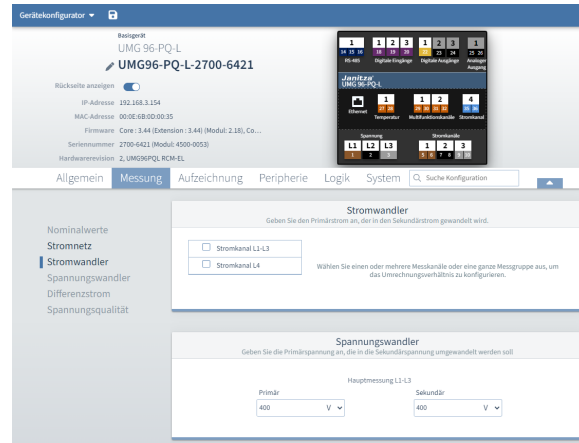 Gerätekonfigurator
Basisgerät
UMG 96-PQ-L
UMG96-PQ-L-2700-6421
Rückseite anzeigen
IP-Adresse 192.168.3.154
MAC-Adresse 00:0E:6B:0D:00:35
Firmware Core : 3.44 (Extension : 3.44) (Modul: 2.18), Co...
Seriennummer 2700-6421 (Modul: 4500-0053)
Hardwarerevision 2, UMG96PQL RCM-EL
1 1 2 3 1 2 3 1
14 15 16 18 19 20 22 23 24 25 26
RS-485 Digitale Eingänge Digitale Ausgänge Analoger Ausgang
Janitza®
UMG 96-PQ-L
1 1 2 4
Ethernet Temperatur Multifunktionskanäle Stromkanal
Spannung Stromkanäle
L1 L2 L3 1 2 3
1 2 3 5 6 7 8 9 10
Allgemein Messung Aufzeichnung Peripherie Logik System Suche Konfiguration
Nominalwerte
Stromnetz
Stromwandler
Spannungswandler
Differenzstrom
Spannungsqualität
Stromwandler
Geben Sie den Primärstrom an, der in den Sekundärstrom gewandelt wird.
Stromkanal L1-L3
Stromkanal L4
Wählen Sie einen oder mehrere Messkanäle oder eine ganze Messgruppe aus, um
das Umrechnungsverhältnis zu konfigurieren.
Spannungswandler
Geben Sie die Primärspannung an, die in die Sekundärspannung umgewandelt werden soll
Hauptmessung L1-L3
Primär Sekundär
400 V 400 V